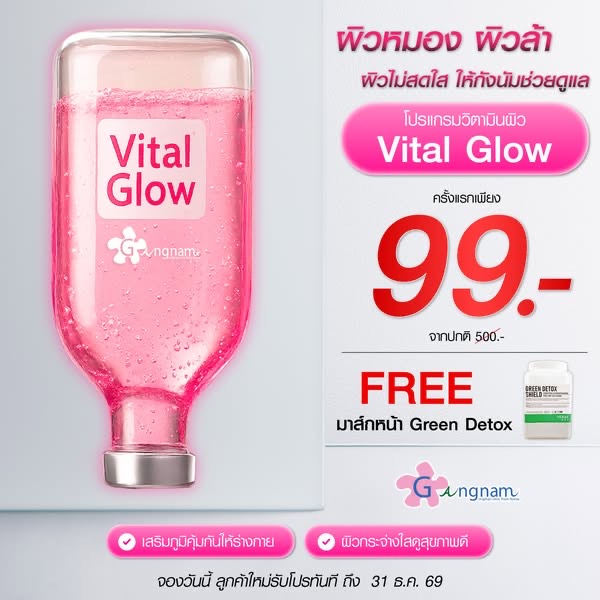 ผิวหมอง ผิวล้า
ผิวไม่สดใส ให้กังนัมช่วยดูแล
โปรแกรมวิตามินผิว
Vital Glow
ครั้งแรกเพียง
99.-
จากปกติ 500.-
FREE
มาส์กหน้า Green Detox
GREEN DETOX
SHIELD
Vital
Glow
Gangnam
Gangnam
เสริมภูมิคุ้มกันให้ร่างกาย
ผิวกระจ่างใสดูสุขภาพดี
จองวันนี้ ลูกค้าใหม่รับโปรทันที ถึง 31 ธ.ค. 69